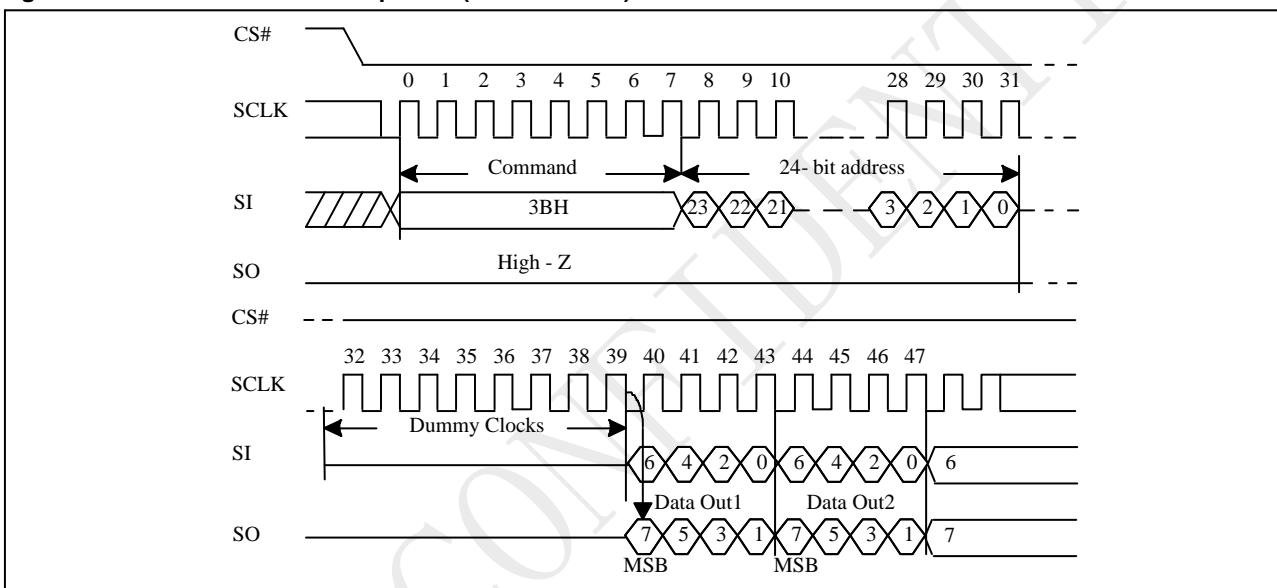 CS#
0 1 2 3 4 5 6 7 8 9 10 28 29 30 31
SCLK
Command 24- bit address
SI 3BH 23 22 21 3 2 1 0
High - Z
SO
CS#
32 33 34 35 36 37 38 39 40 41 42 43 44 45 46 47
SCLK
Dummy Clocks
SI 6 4 2 0 6 4 2 0 6
Data Out1 Data Out2
SO 7 5 3 1 7 5 3 1 7
MSB MSB